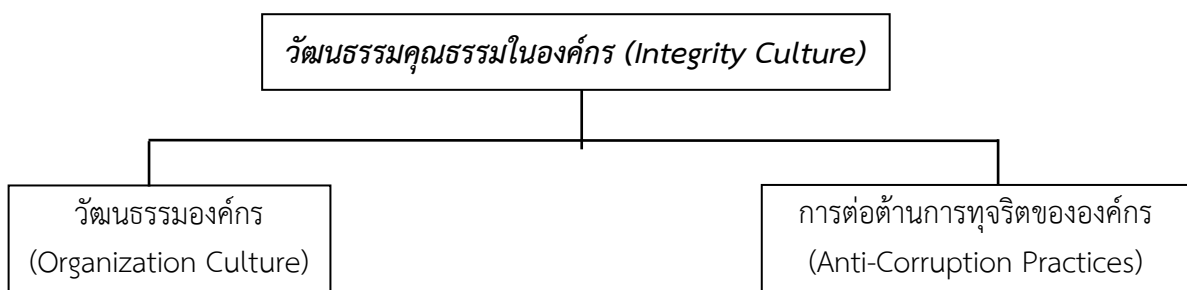 วัฒนธรรมคุณธรรมในองค์กร (Integrity Culture)
วัฒนธรรมองค์กร
(Organization Culture)
การต่อต้านการทุจริตขององค์กร
(Anti-Corruption Practices)